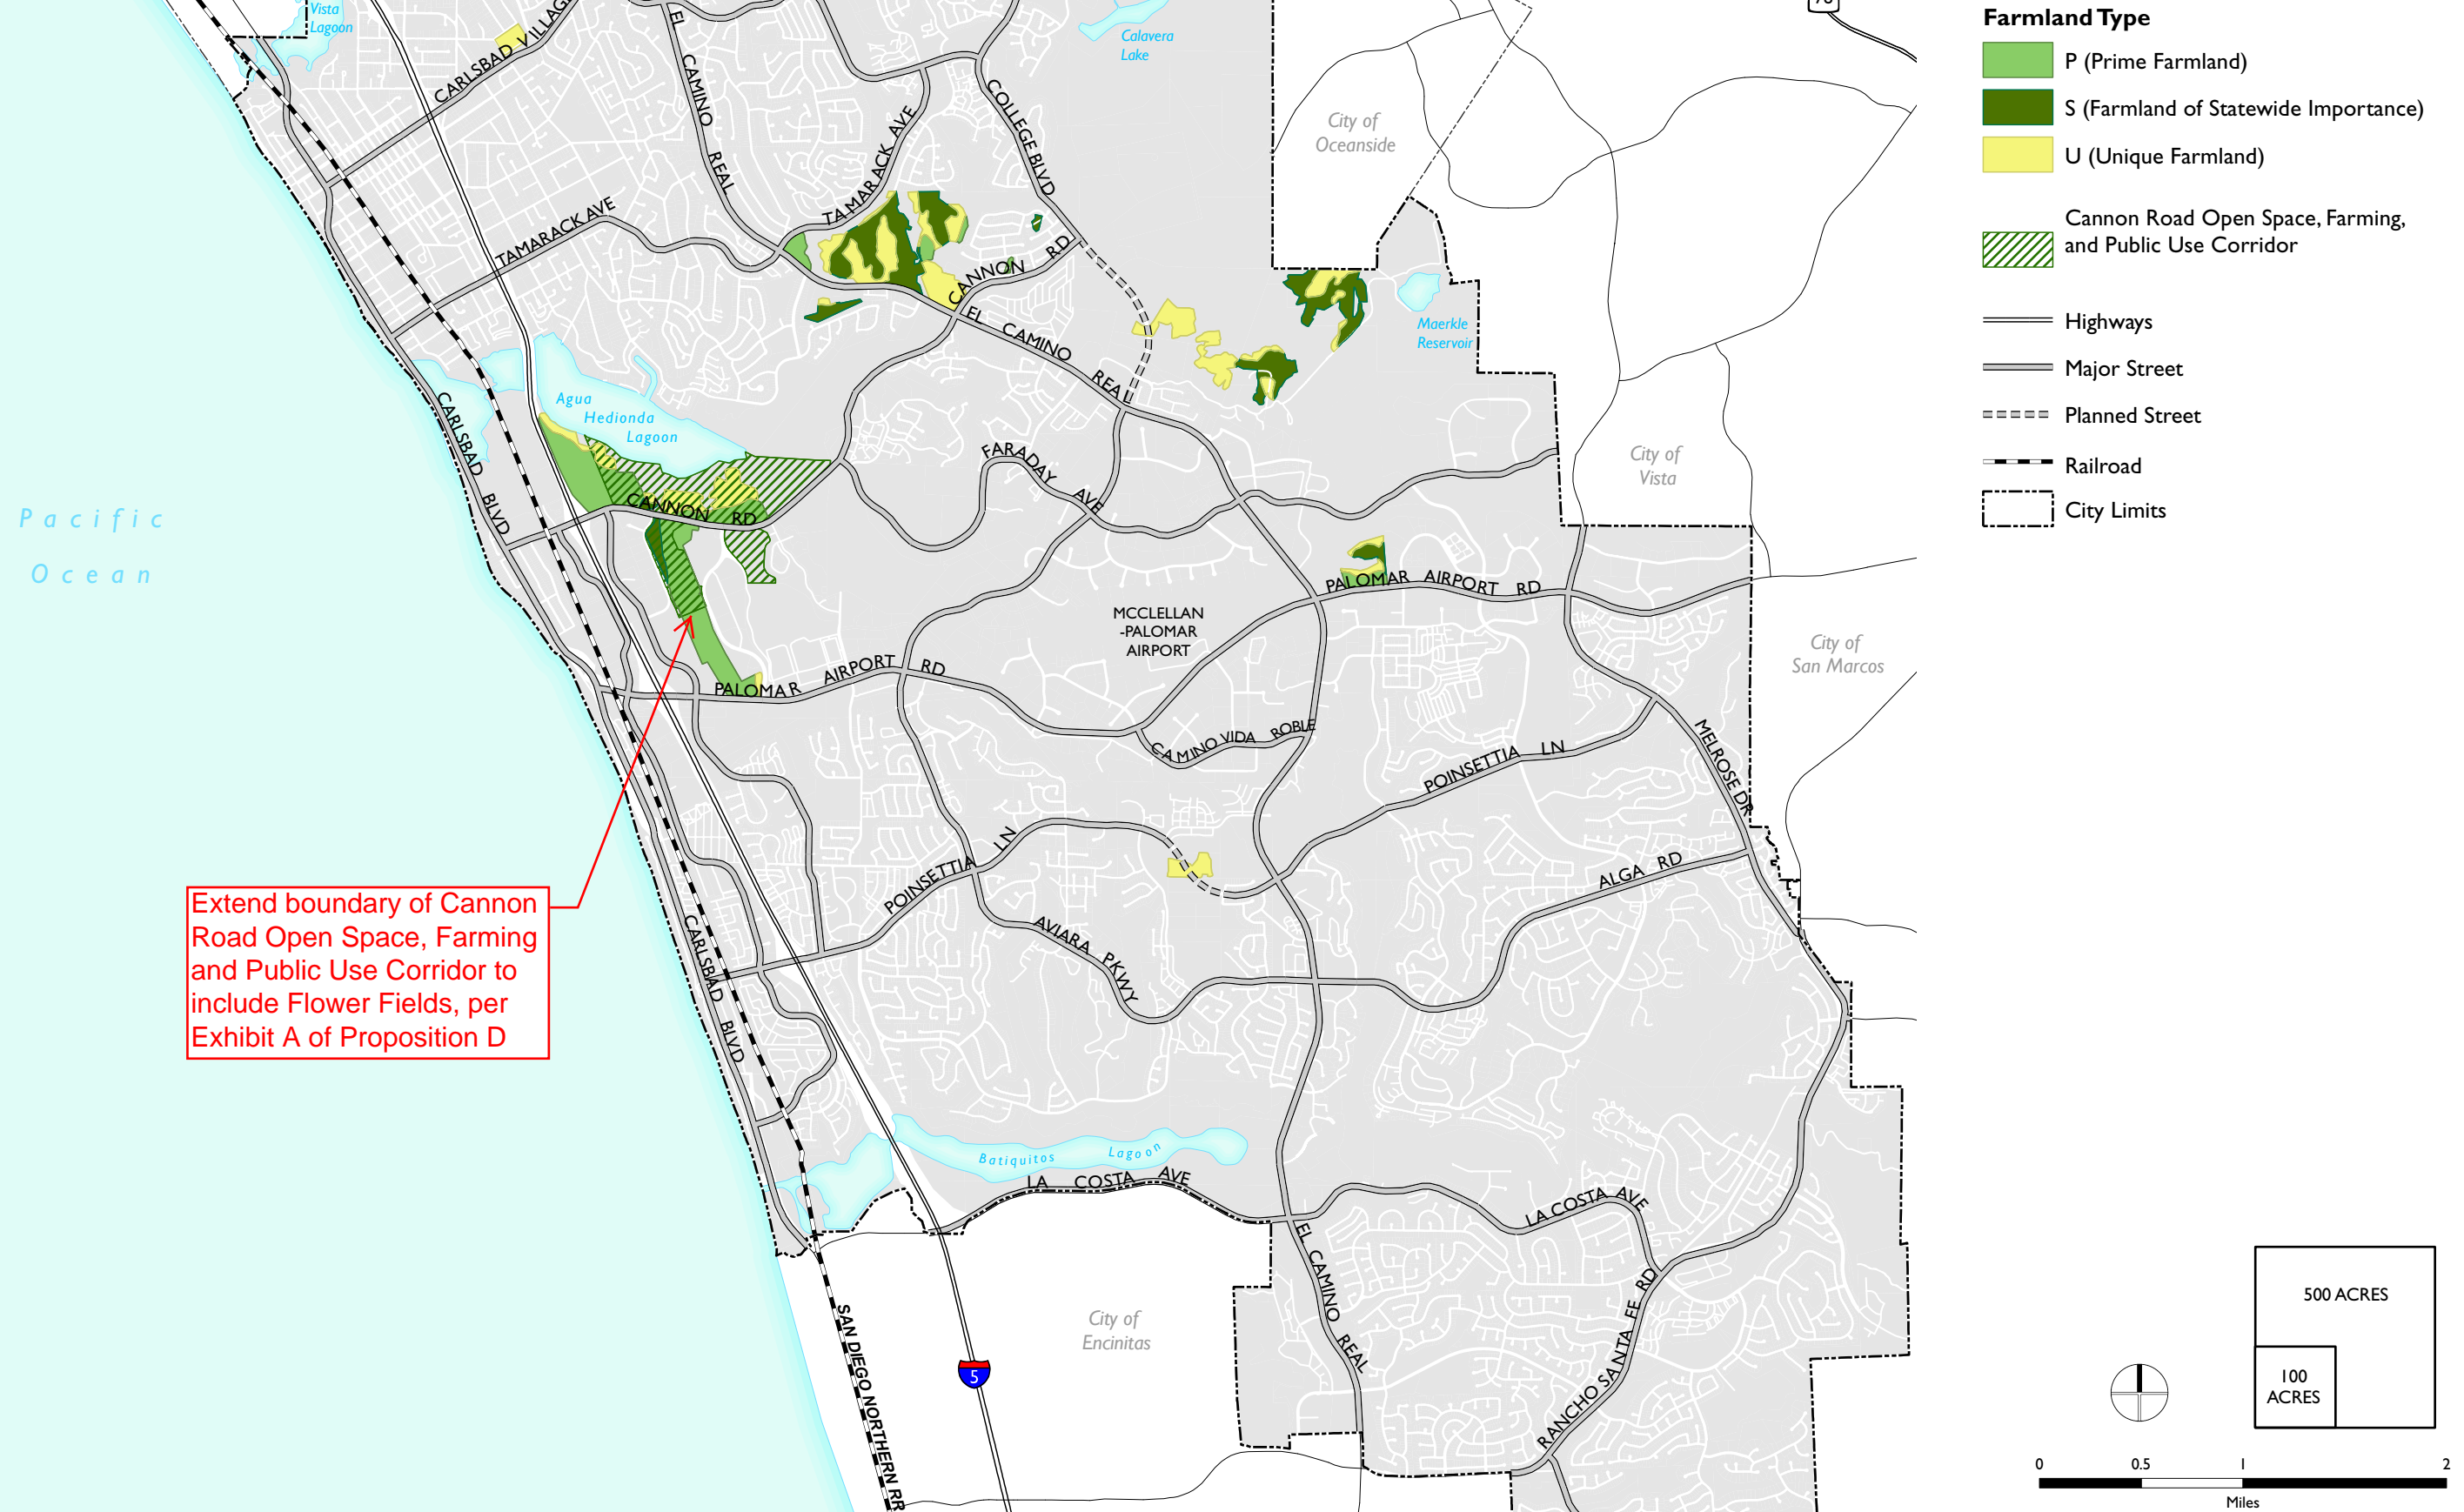 Vista
Lagoon
Calavera
Lake
78
CARLSBAD VILLAGE
EL CAMINO REAL
COLLEGE BLVD
TAMARACK AVE
TAMARACK AVE
City of
Oceanside
CANNON RD
EL CAMINO REAL
Maerkle
Reservoir
Agua
Hedionda
Lagoon
CARLSBAD BLVD
FARADAY AVE
City of
Vista
CANNON RD
Pacific
Ocean
PALOMAR AIRPORT RD
MCCLELLAN
-PALOMAR
AIRPORT
City of
San Marcos
PALOMAR AIRPORT RD
CAMINO VIDA ROBLE
MELROSE DR
POINSETTIA LN
POINSETTIA LN
ALGA RD
Extend boundary of Cannon
Road Open Space, Farming
and Public Use Corridor to
include Flower Fields, per
Exhibit A of Proposition D
CARLSBAD BLVD
AVIARA PKWY
Batiquitos Lagoon
LA COSTA AVE
LA COSTA AVE
EL CAMINO REAL
City of
Encinitas
RANCHO SANTA FE RD
SAN DIEGO NORTHERN RR
5
Farmland Type
P (Prime Farmland)
S (Farmland of Statewide Importance)
U (Unique Farmland)
Cannon Road Open Space, Farming,
and Public Use Corridor
Highways
Major Street
Planned Street
Railroad
City Limits
500 ACRES
100
ACRES
0 0.5 1 2
Miles